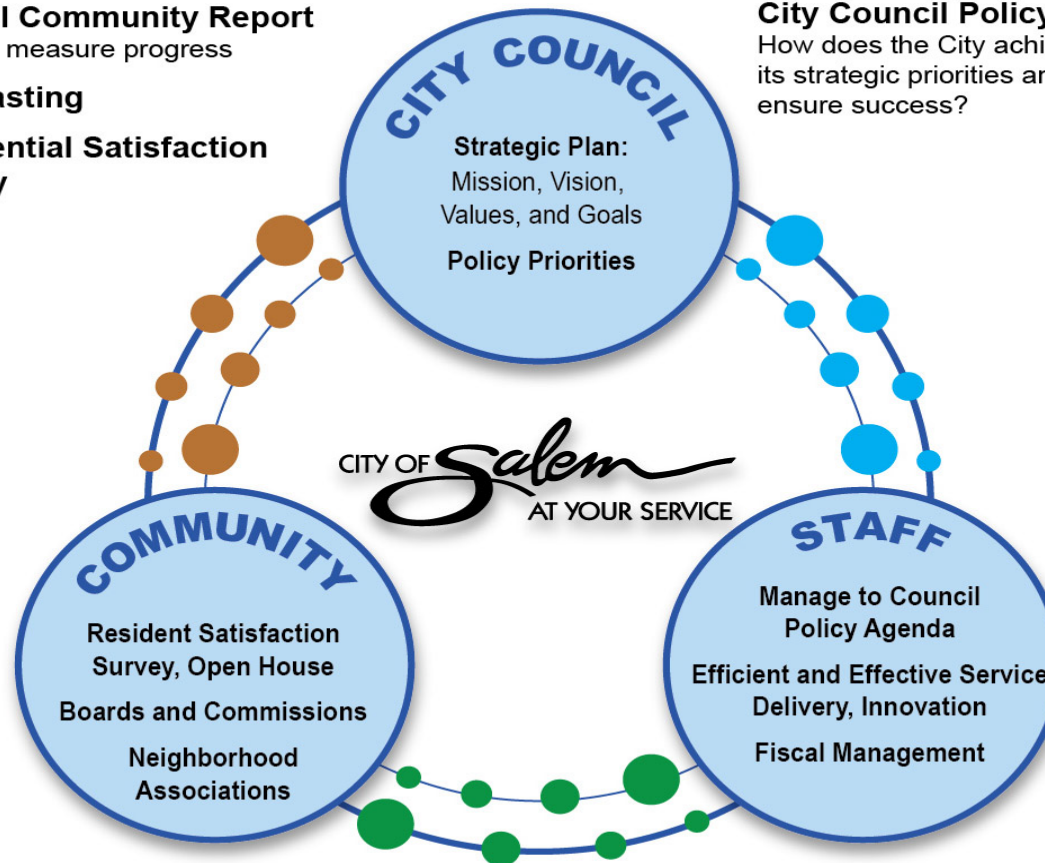 l Community Report
measure progress
asting
ential Satisfaction
y
City Council Policy
How does the City achi
its strategic priorities an
ensure success?
CITY COUNCIL
Strategic Plan:
Mission, Vision,
Values, and Goals
Policy Priorities
CITY OF Salem
AT YOUR SERVICE
COMMUNITY
Resident Satisfaction
Survey, Open House
Boards and Commissions
Neighborhood
Associations
STAFF
Manage to Council
Policy Agenda
Efficient and Effective Service
Delivery, Innovation
Fiscal Management